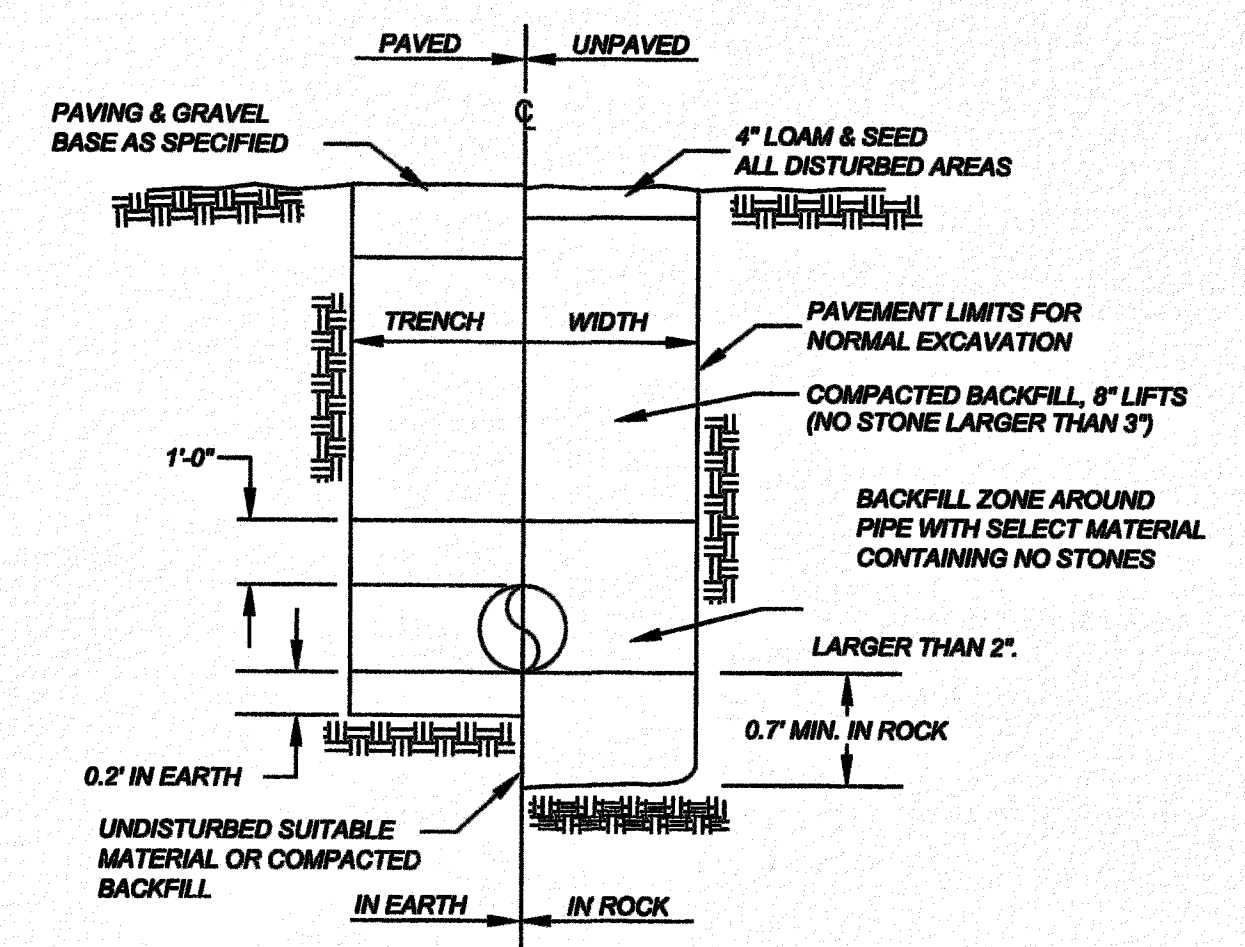 PAVED
UNPAVED
℄
PAVING & GRAVEL
BASE AS SPECIFIED
4" LOAM & SEED
ALL DISTURBED AREAS
TRENCH
WIDTH
PAVEMENT LIMITS FOR
NORMAL EXCAVATION
COMPACTED BACKFILL, 8" LIFTS
(NO STONE LARGER THAN 3")
1'-0"
BACKFILL ZONE AROUND
PIPE WITH SELECT MATERIAL
CONTAINING NO STONES
LARGER THAN 2".
0.7' MIN. IN ROCK
0.2' IN EARTH
UNDISTURBED SUITABLE
MATERIAL OR COMPACTED
BACKFILL
IN EARTH
IN ROCK